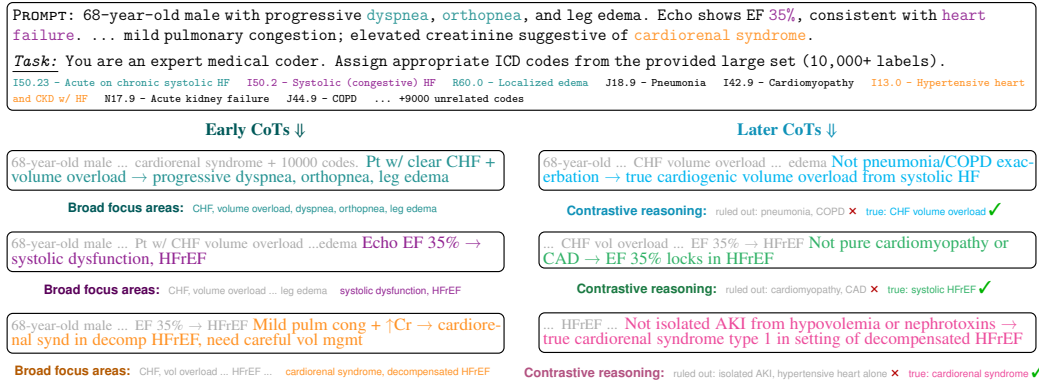 PROMPT: 68-year-old male with progressive dyspnea, orthopnea, and leg edema. Echo shows EF 35%, consistent with heart
failure. ... mild pulmonary congestion; elevated creatinine suggestive of cardiorenal syndrome.
Task: You are an expert medical coder. Assign appropriate ICD codes from the provided large set (10,000+ labels).
I50.23 - Acute on chronic systolic HF I50.2 - Systolic (congestive) HF R60.0 - Localized edema J18.9 - Pneumonia I42.9 - Cardiomyopathy I13.0 - Hypertensive heart
and CKD w/ HF N17.9 - Acute kidney failure J44.9 - COPD ... +9000 unrelated codes
Early CoTs ⇓
68-year-old male ... cardiorenal syndrome + 10000 codes. Pt w/ clear CHF +
volume overload → progressive dyspnea, orthopnea, leg edema
Broad focus areas: CHF, volume overload, dyspnea, orthopnea, leg edema
68-year-old male ... Pt w/ CHF volume overload ...edema Echo EF 35% →
systolic dysfunction, HFrEF
Broad focus areas: CHF, volume overload ... leg edema systolic dysfunction, HFrEF
68-year-old male ... EF 35% → HFrEF Mild pulm cong + ↑Cr → cardiore-
nal synd in decomp HFrEF, need careful vol mgmt
Broad focus areas: CHF, vol overload ... HFrEF ... cardiorenal syndrome, decompensated HFrEF
Later CoTs ⇓
68-year-old ... CHF volume overload ... edema Not pneumonia/COPD exac-
erbation → true cardiogenic volume overload from systolic HF
Contrastive reasoning: ruled out: pneumonia, COPD ✗ true: CHF volume overload ✓
... CHF vol overload ... EF 35% → HFrEF Not pure cardiomyopathy or
CAD → EF 35% locks in HFrEF
Contrastive reasoning: ruled out: cardiomyopathy, CAD ✗ true: systolic HFrEF ✓
... HFrEF ... Not isolated AKI from hypovolemia or nephrotoxins →
true cardiorenal syndrome type 1 in setting of decompensated HFrEF
Contrastive reasoning: ruled out: isolated AKI, hypertensive heart alone ✗ true: cardiorenal syndrome ✓